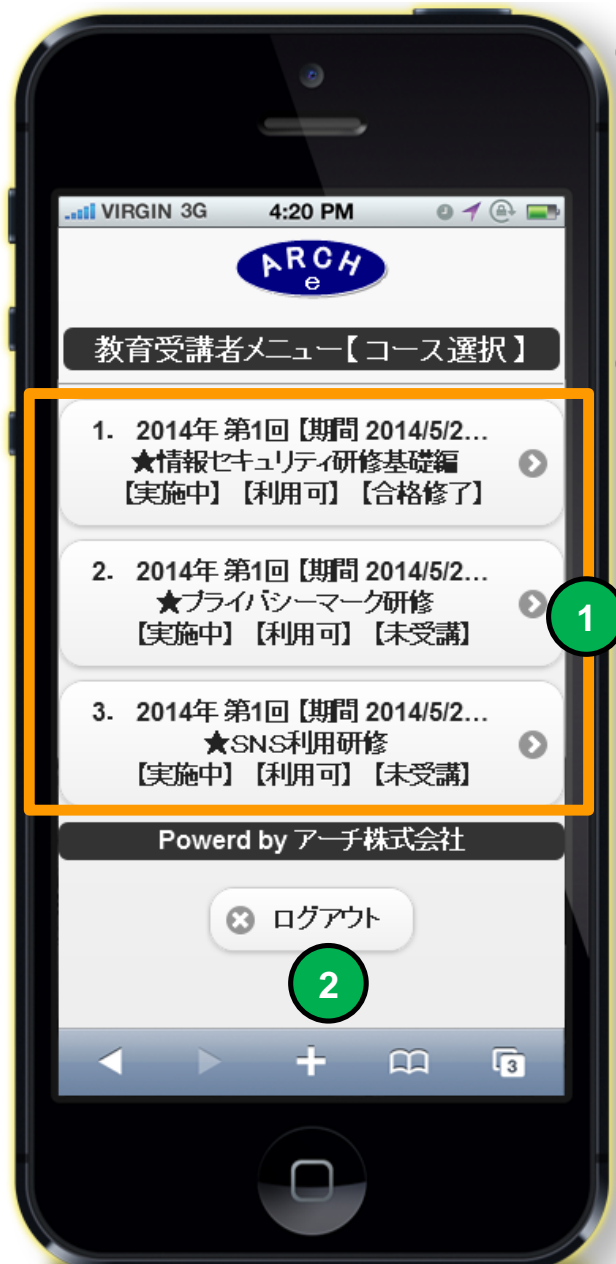 VIRGIN 3G 4:20 PM
ARCH
e
教育受講者メニュー【コース選択】
1. 2014年 第1回 【期間 2014/5/2...
★情報セキュリティ研修基礎編
【実施中】【利用可】【合格修了】
2. 2014年 第1回 【期間 2014/5/2...
★プライバシーマーク研修
【実施中】【利用可】【未受講】
1
3. 2014年 第1回 【期間 2014/5/2...
★SNS利用研修
【実施中】【利用可】【未受講】
Powerd by アーチ株式会社
ログアウト
2
3